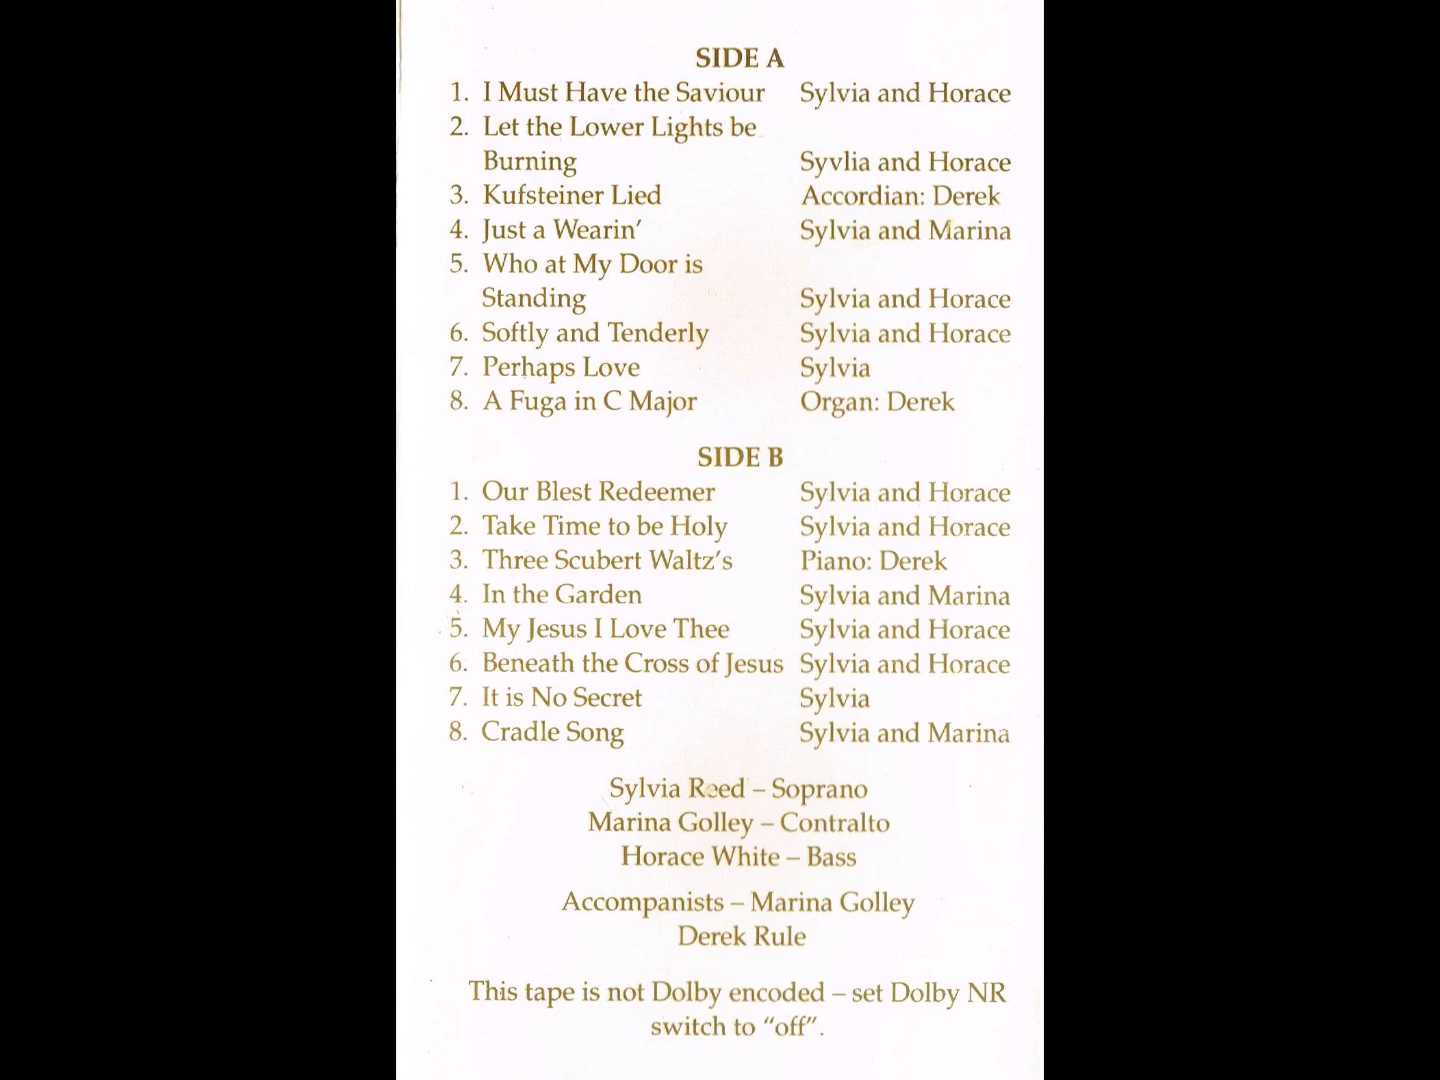 SIDE A
1. I Must Have the Saviour Sylvia and Horace
2. Let the Lower Lights be
Burning Syvlia and Horace
3. Kufsteiner Lied Accordian: Derek
4. Just a Wearin' Sylvia and Marina
5. Who at My Door is
Standing Sylvia and Horace
6. Softly and Tenderly Sylvia and Horace
7. Perhaps Love Sylvia
8. A Fuga in C Major Organ: Derek
SIDE B
1. Our Blest Redeemer Sylvia and Horace
2. Take Time to be Holy Sylvia and Horace
3. Three Scubert Waltz's Piano: Derek
4. In the Garden Sylvia and Marina
5. My Jesus I Love Thee Sylvia and Horace
6. Beneath the Cross of Jesus Sylvia and Horace
7. It is No Secret Sylvia
8. Cradle Song Sylvia and Marina
Sylvia Reed – Soprano
Marina Golley – Contralto
Horace White – Bass
Accompanists – Marina Golley
Derek Rule
This tape is not Dolby encoded – set Dolby NR
switch to "off".